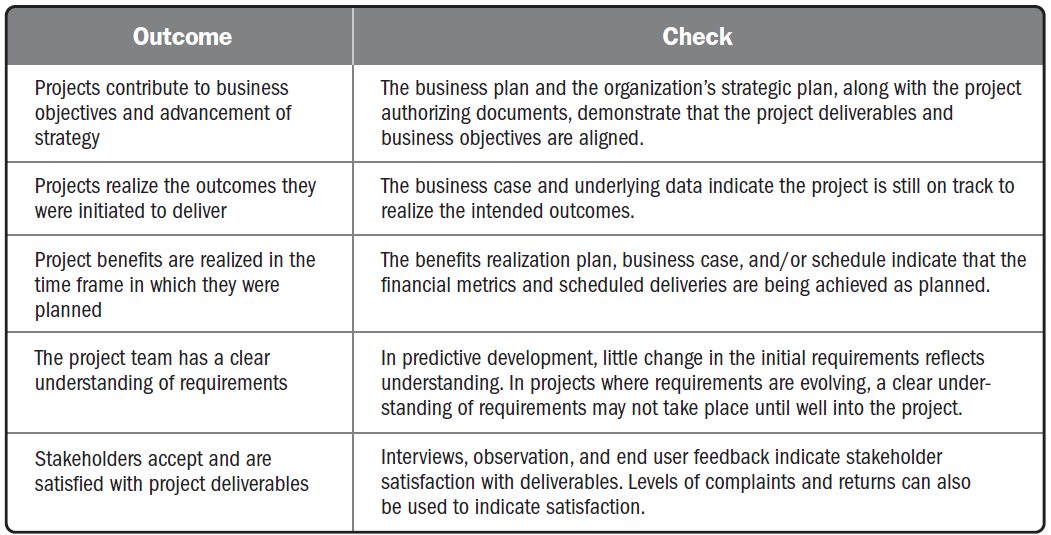 Outcome
Check
Projects contribute to business
objectives and advancement of
strategy
The business plan and the organization’s strategic plan, along with the project
authorizing documents, demonstrate that the project deliverables and
business objectives are aligned.
Projects realize the outcomes they
were initiated to deliver
The business case and underlying data indicate the project is still on track to
realize the intended outcomes.
Project benefits are realized in the
time frame in which they were
planned
The benefits realization plan, business case, and/or schedule indicate that the
financial metrics and scheduled deliveries are being achieved as planned.
The project team has a clear
understanding of requirements
In predictive development, little change in the initial requirements reflects
understanding. In projects where requirements are evolving, a clear under-
standing of requirements may not take place until well into the project.
Stakeholders accept and are
satisfied with project deliverables
Interviews, observation, and end user feedback indicate stakeholder
satisfaction with deliverables. Levels of complaints and returns can also
be used to indicate satisfaction.